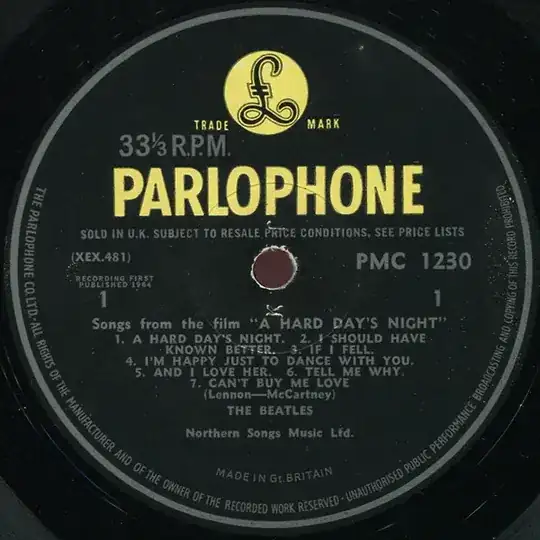 £
TRADE MARK
33⅓ R.P.M.
PARLOPHONE
SOLD IN U.K. SUBJECT TO RESALE PRICE CONDITIONS, SEE PRICE LISTS
(XEX.481) PMC 1230
RECORDING FIRST
PUBLISHED 1964
1 1
Songs from the film "A HARD DAY'S NIGHT"
1. A HARD DAY'S NIGHT. 2. I SHOULD HAVE
KNOWN BETTER. 3. IF I FELL.
4. I'M HAPPY JUST TO DANCE WITH YOU.
5. AND I LOVE HER. 6. TELL ME WHY.
7. CAN'T BUY ME LOVE
(Lennon—McCartney)
THE BEATLES
Northern Songs Music Ltd.
MADE IN Gt. BRITAIN
THE PARLOPHONE CO. LTD. ALL RIGHTS OF THE MANUFACTURER AND OF THE OWNER OF THE RECORDED WORK RESERVED · UNAUTHORISED PUBLIC PERFORMANCE BROADCASTING AND COPYING OF THIS RECORD PROHIBITED